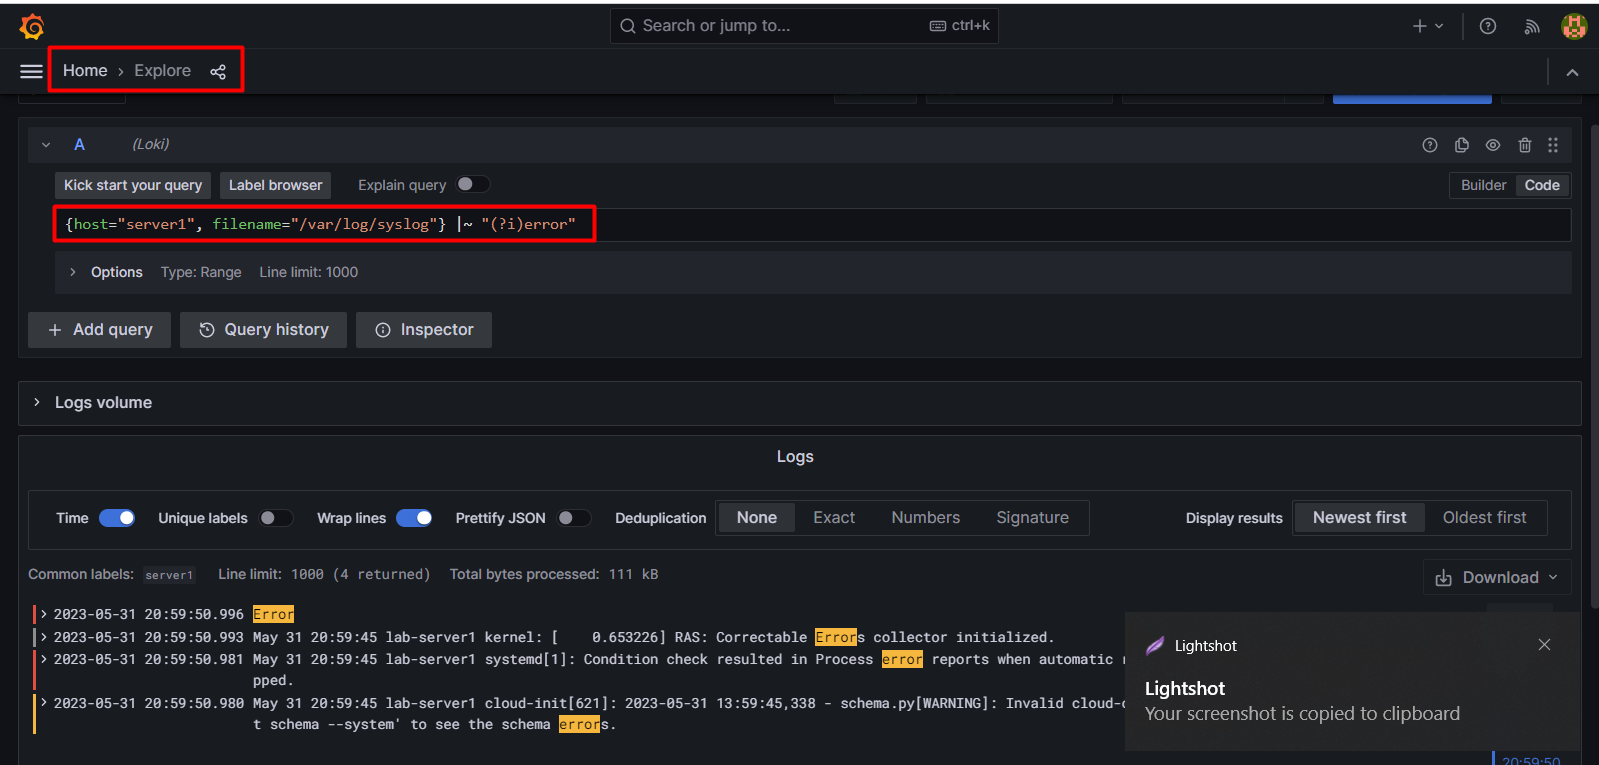 Search or jump to...
ctrl+k
Home › Explore
A (Loki)
Kick start your query
Label browser
Explain query
Builder
Code
{host="server1", filename="/var/log/syslog"} |~ "(?i)error"
Options Type: Range Line limit: 1000
+ Add query
Query history
Inspector
Logs volume
Logs
Time
Unique labels
Wrap lines
Prettify JSON
Deduplication
None
Exact
Numbers
Signature
Display results
Newest first
Oldest first
Common labels: server1 Line limit: 1000 (4 returned) Total bytes processed: 111 kB
Download
2023-05-31 20:59:50.996 Error
2023-05-31 20:59:50.993 May 31 20:59:45 lab-server1 kernel: [    0.653226] RAS: Correctable Errors collector initialized.
2023-05-31 20:59:50.981 May 31 20:59:45 lab-server1 systemd[1]: Condition check resulted in Process error reports when automatic
pped.
2023-05-31 20:59:50.980 May 31 20:59:45 lab-server1 cloud-init[621]: 2023-05-31 13:59:45,338 - schema.py[WARNING]: Invalid cloud-
t schema --system' to see the schema errors.
Lightshot
Lightshot
Your screenshot is copied to clipboard
20:59:50